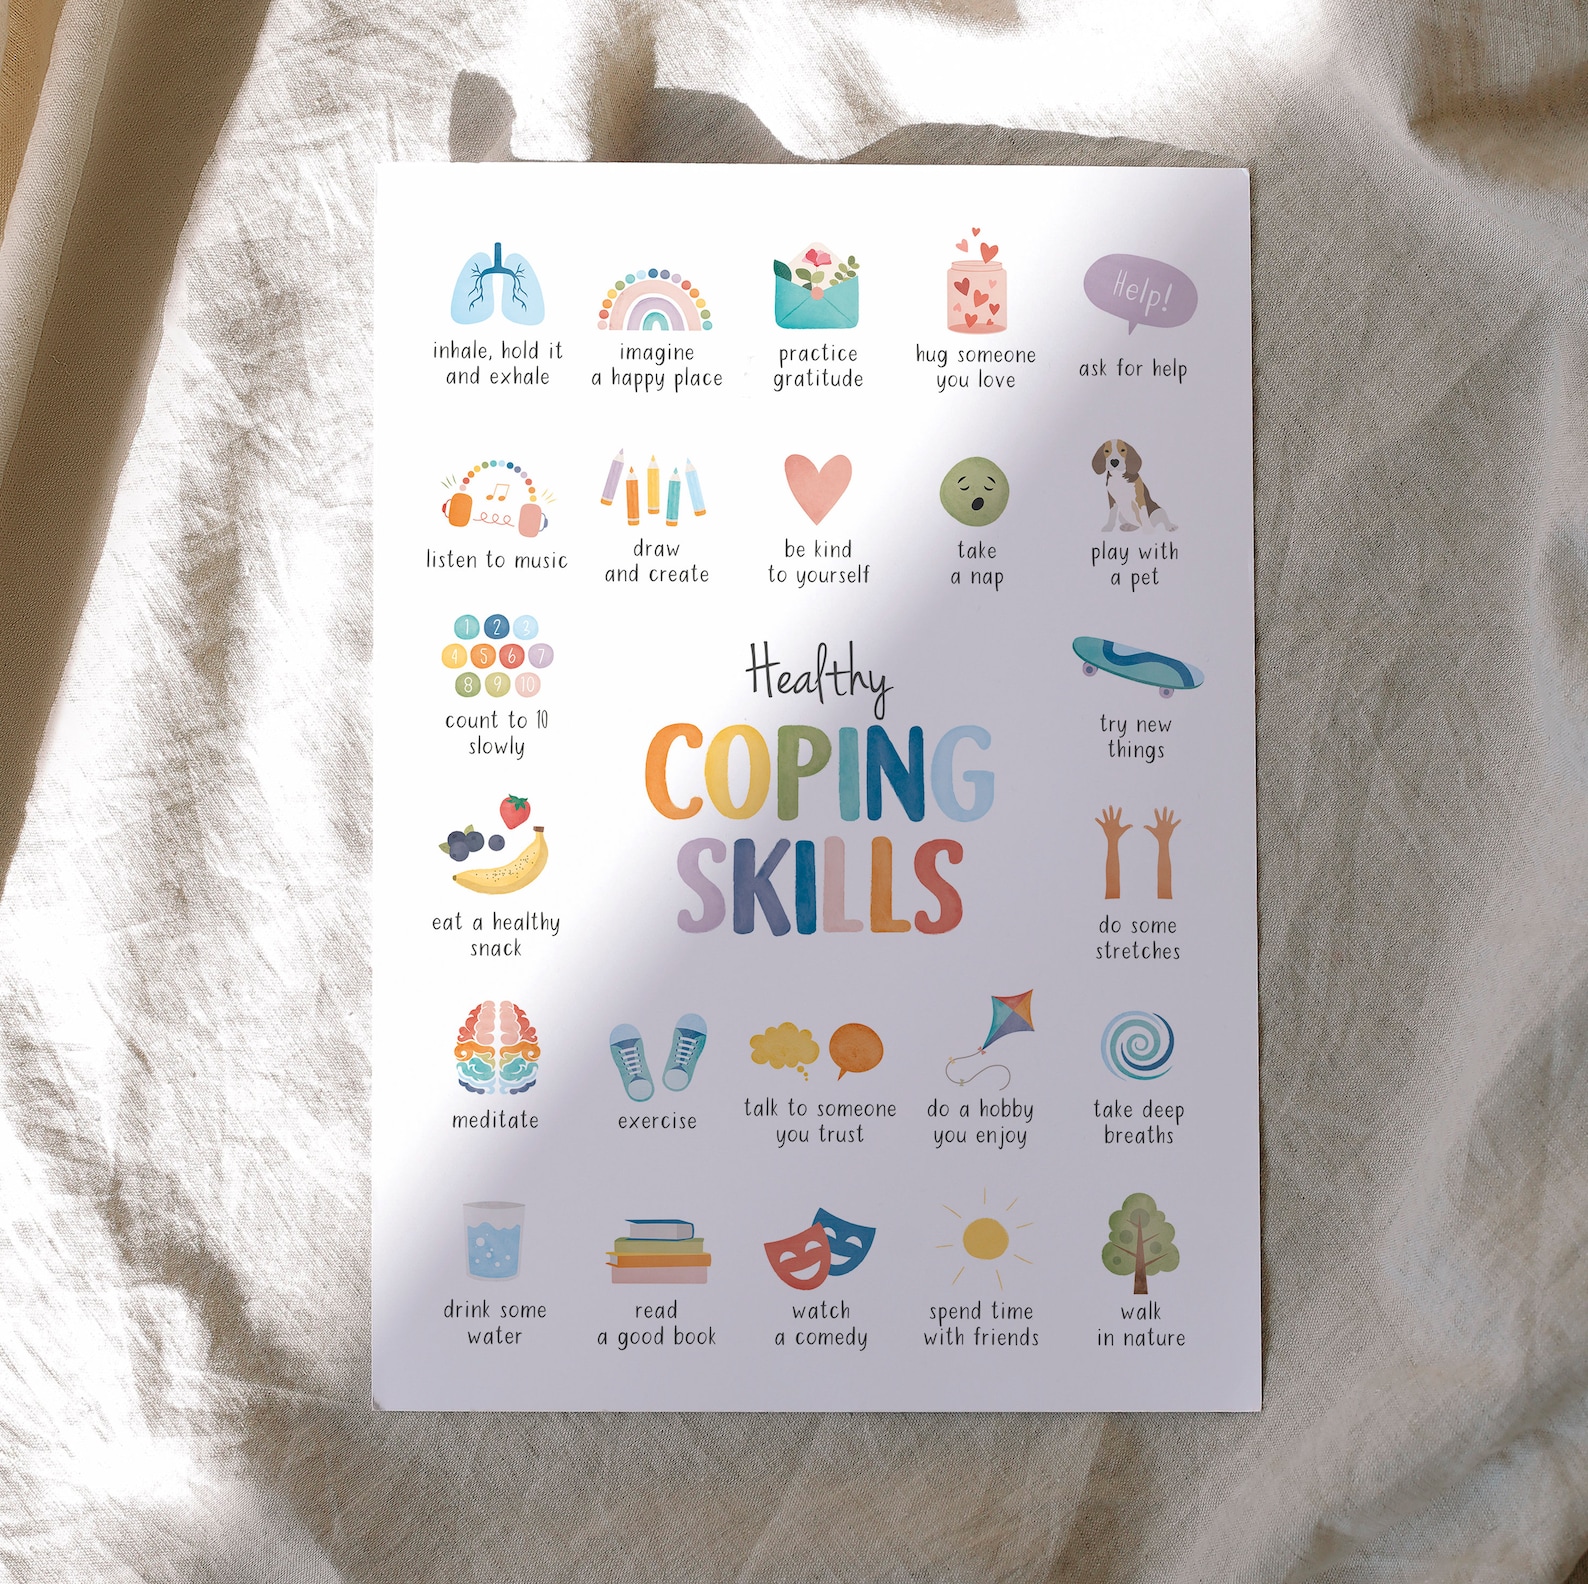 inhale, hold it
and exhale
imagine
a happy place
practice
gratitude
hug someone
you love
Help!
ask for help
listen to music
draw
and create
be kind
to yourself
take
a nap
play with
a pet
1 2 3
4 5 6 7
8 9 10
count to 10
slowly
Healthy
COPING
SKILLS
try new
things
eat a healthy
snack
do some
stretches
meditate
exercise
talk to someone
you trust
do a hobby
you enjoy
take deep
breaths
drink some
water
read
a good book
watch
a comedy
spend time
with friends
walk
in nature